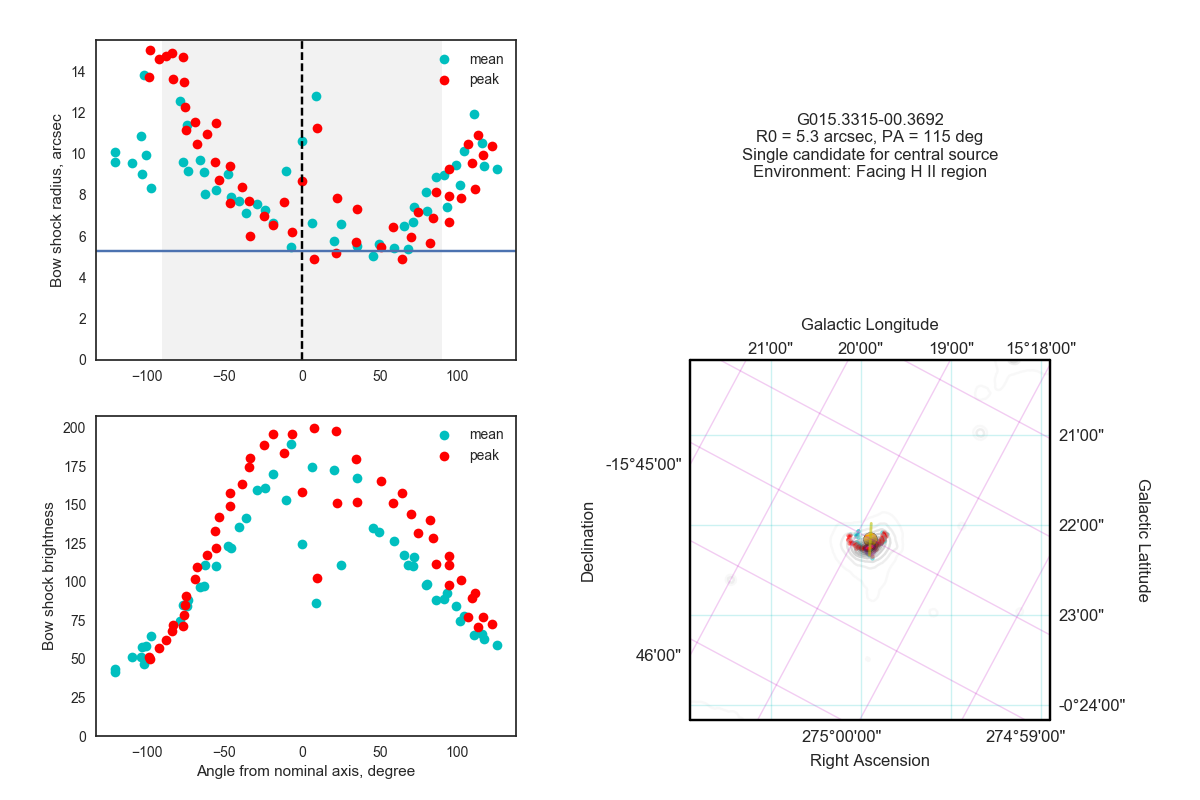 14
12
10
8
6
4
2
0
Bow shock radius, arcsec
mean
peak
−100
−50
0
50
100
200
175
150
125
100
75
50
25
0
Bow shock brightness
mean
peak
−100
−50
0
50
100
Angle from nominal axis, degree
G015.3315-00.3692
R0 = 5.3 arcsec, PA = 115 deg
Single candidate for central source
Environment: Facing H II region
Galactic Longitude
21'00"
20'00"
19'00"
15°18'00"
-15°45'00"
46'00"
Declination
21'00"
22'00"
23'00"
-0°24'00"
Galactic Latitude
275°00'00"
274°59'00"
Right Ascension